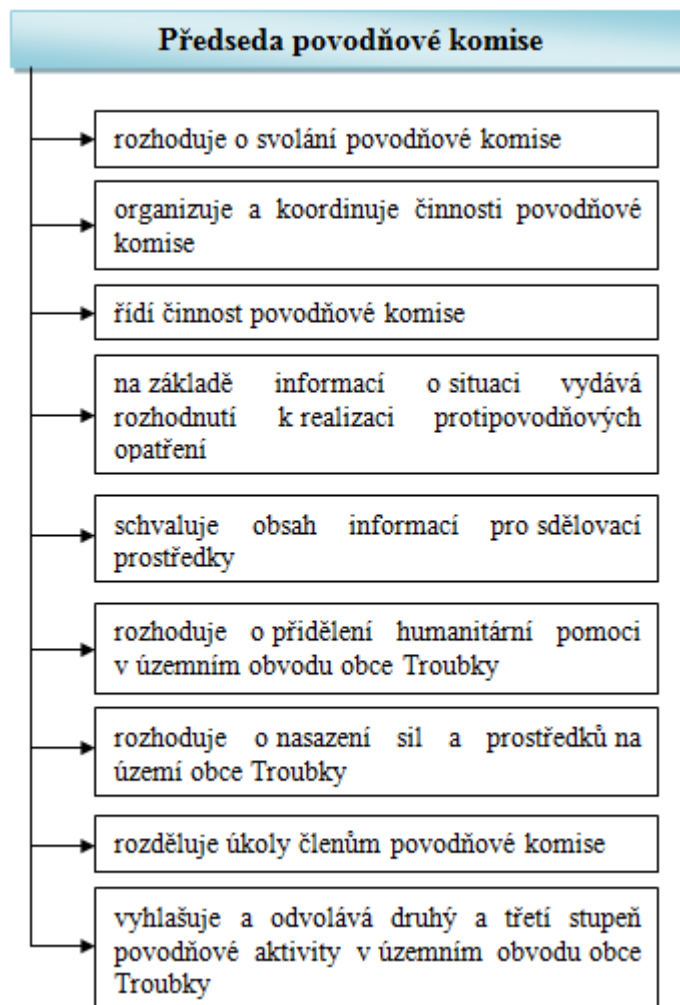 Předseda povodňové komise
rozhoduje o svolání povodňové komise
organizuje a koordinuje činnosti povodňové
komise
řídí činnost povodňové komise
na základě informací o situaci vydává
rozhodnutí k realizaci protipovodňových
opatření
schvaluje obsah informací pro sdělovací
prostředky
rozhoduje o přidělení humanitární pomoci
v územním obvodu obce Troubky
rozhoduje o nasazení sil a prostředků na
území obce Troubky
rozděluje úkoly členům povodňové komise
vyhlašuje a odvolává druhý a třetí stupeň
povodňové aktivity v územním obvodu obce
Troubky